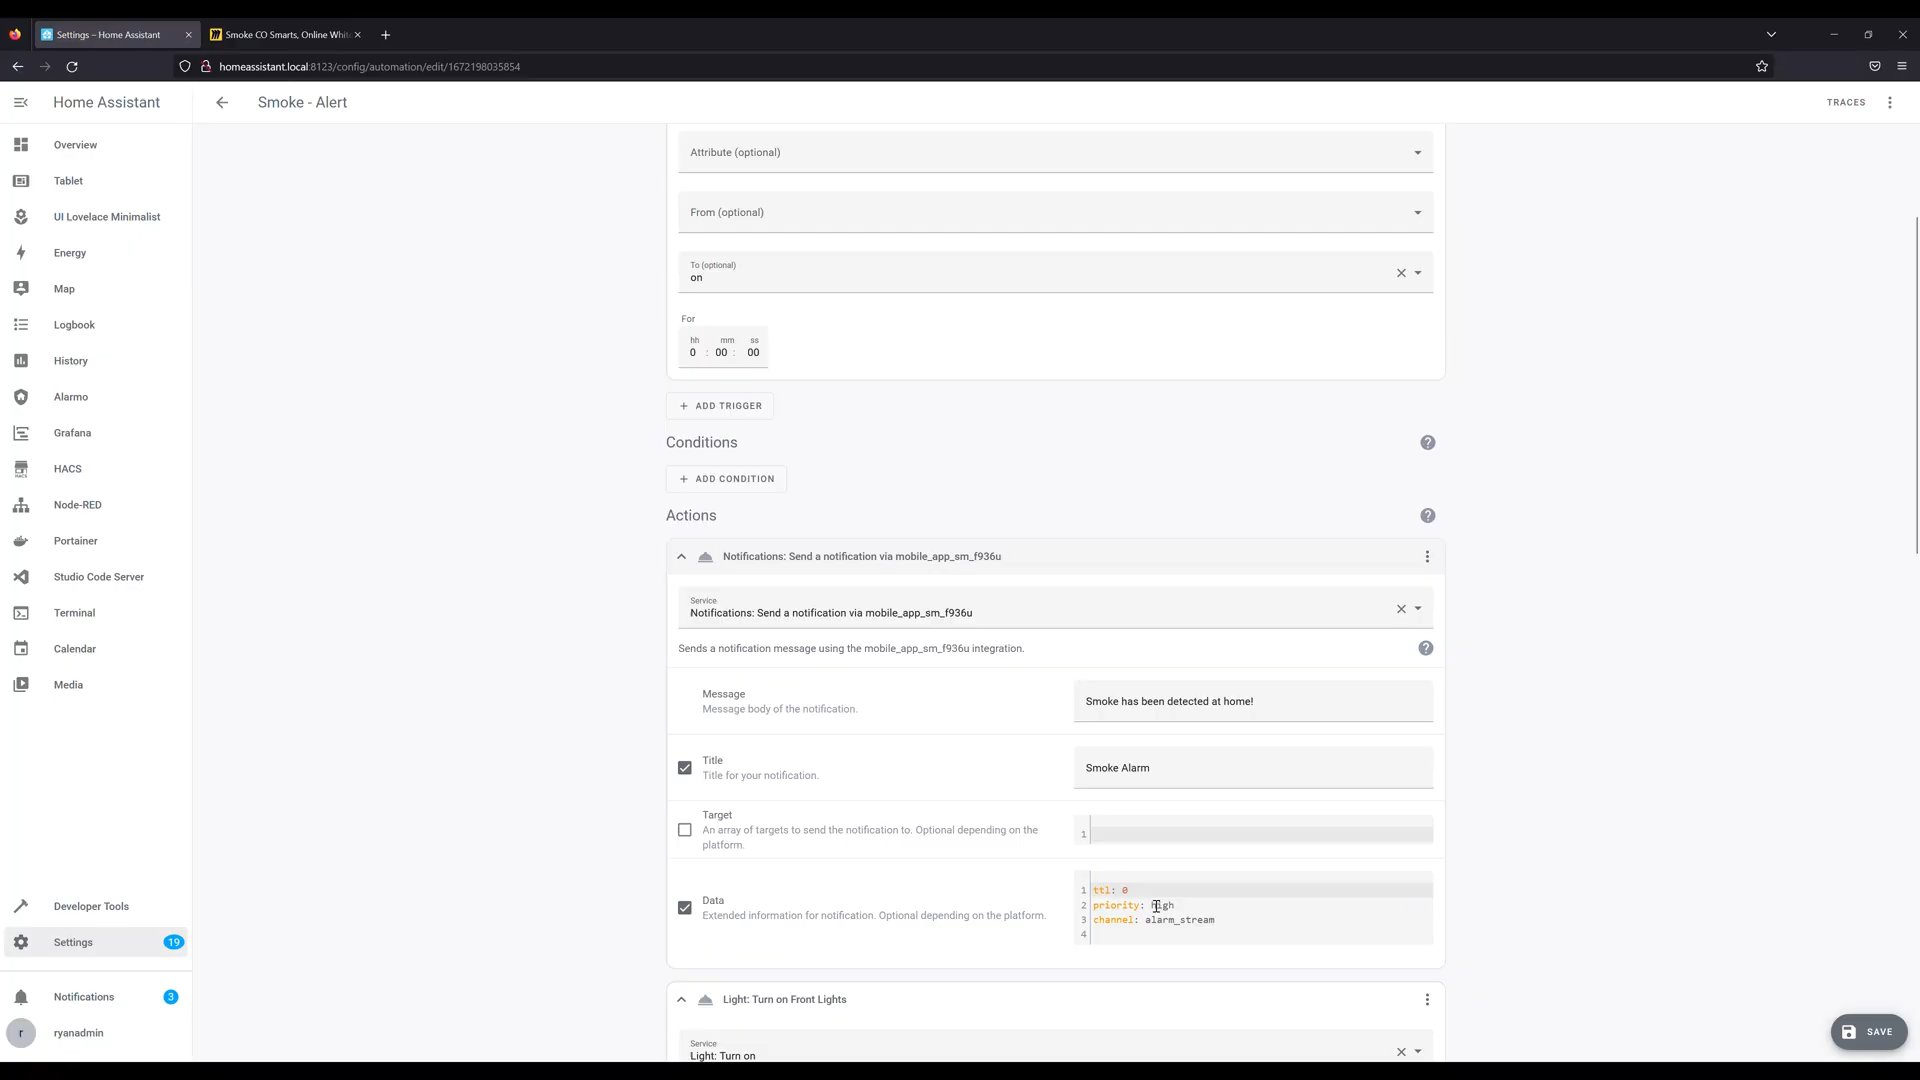 Settings – Home Assistant
Smoke CO Smarts, Online Whit
homeassistant.local:8123/config/automation/edit/1672198035854
Home Assistant
Smoke - Alert
TRACES
Overview
Tablet
UI Lovelace Minimalist
Energy
Map
Logbook
History
Alarmo
Grafana
HACS
HACS
Node-RED
Portainer
Studio Code Server
Terminal
Calendar
Media
Developer Tools
Settings
19
Notifications
3
r
ryanadmin
Attribute (optional)
From (optional)
To (optional)
on
For
hh mm ss
0 : 00 : 00
ADD TRIGGER
Conditions
ADD CONDITION
Actions
Notifications: Send a notification via mobile_app_sm_f936u
Service
Notifications: Send a notification via mobile_app_sm_f936u
Sends a notification message using the mobile_app_sm_f936u integration.
Message
Message body of the notification.
Smoke has been detected at home!
Title
Title for your notification.
Smoke Alarm
Target
An array of targets to send the notification to. Optional depending on the
platform.
1
Data
Extended information for notification. Optional depending on the platform.
1 ttl: 0
2 priority: high
3 channel: alarm_stream
4
Light: Turn on Front Lights
Service
Light: Turn on
SAVE